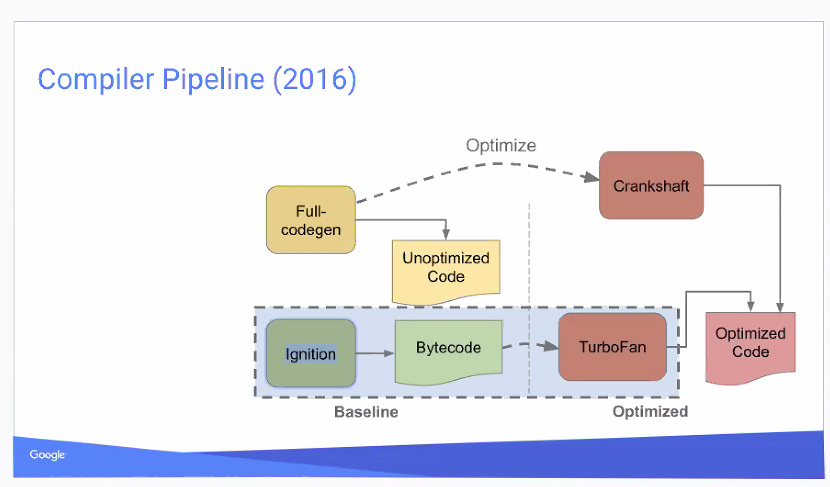 Compiler Pipeline (2016)
Optimize
Crankshaft
Full-
codegen
Unoptimized
Code
Ignition
Bytecode
TurboFan
Optimized
Code
Baseline
Optimized
Google